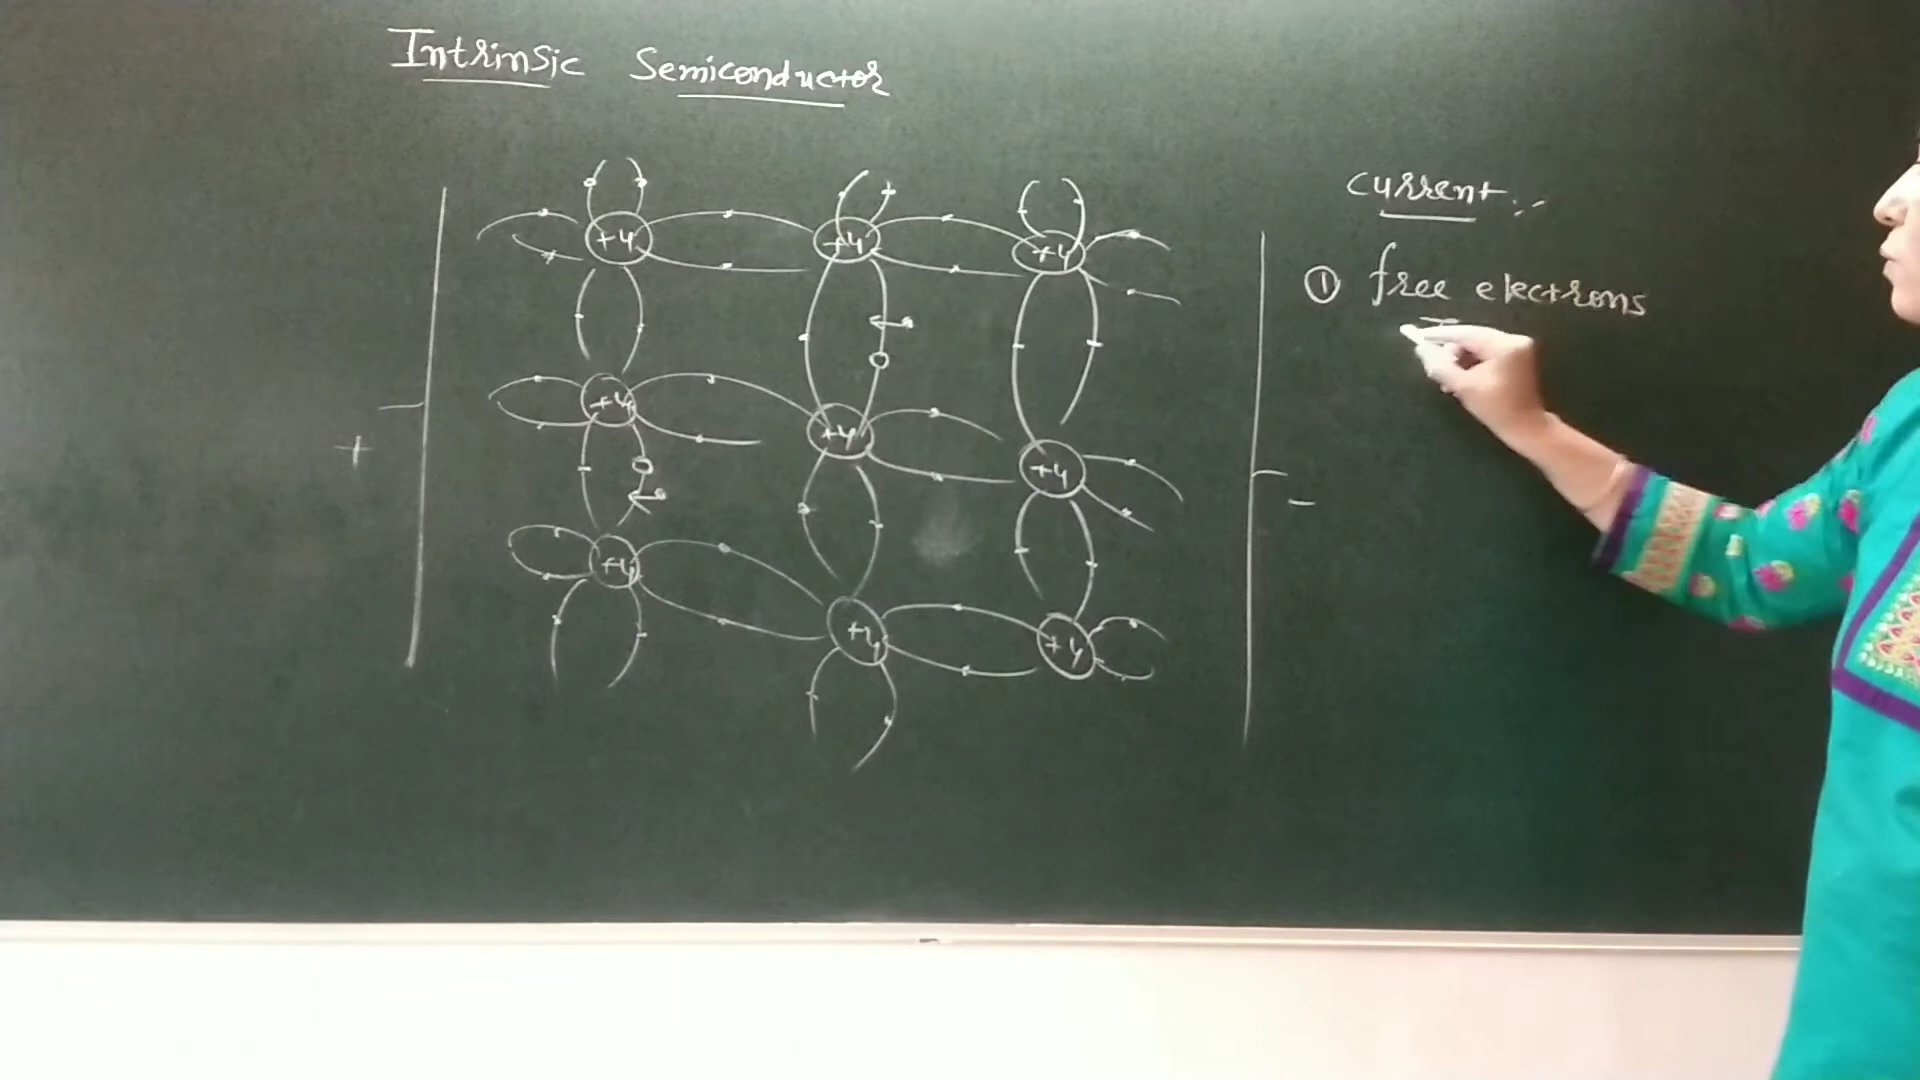 Intrinsic Semiconductor
current :-
① free electrons
+4 +4 +4
+4 +4 +4
+ -
+4 +4 +4